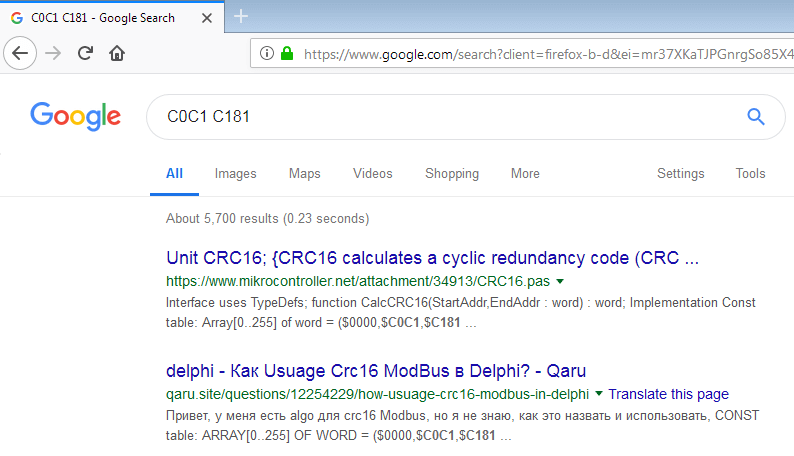 C0C1 C181 - Google Search
https://www.google.com/search?client=firefox-b-d&ei=mr37XKaTJPGnrgSo85X4
Google C0C1 C181
All Images Maps Videos Shopping More Settings Tools
About 5,700 results (0.23 seconds)
Unit CRC16; {CRC16 calculates a cyclic redundancy code (CRC ...
https://www.mikrocontroller.net/attachment/34913/CRC16.pas
Interface uses TypeDefs; function CalcCRC16(StartAddr,EndAddr : word) : word; Implementation Const
table: Array[0..255] of word = ($0000,$C0C1,$C181 ...
delphi - Как Usuage Crc16 ModBus в Delphi? - Qaru
qaru.site/questions/12254229/how-usuage-crc16-modbus-in-delphi Translate this page
Привет, у меня есть algo для crc16 Modbus, но я не знаю, как это назвать и использовать, CONST
table: ARRAY[0..255] OF WORD = ($0000,$C0C1,$C181 ...